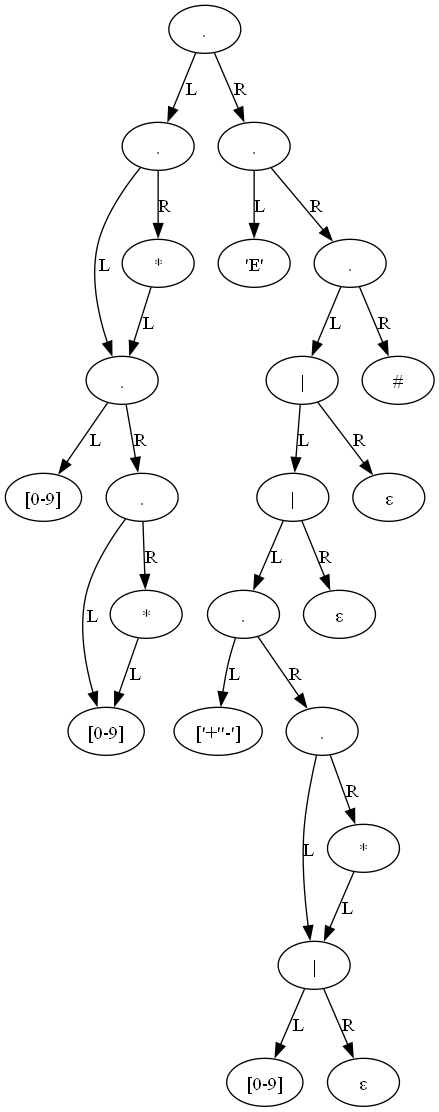 .
L R
. .
L R L R
* 'E' .
L L R
. | #
L R L R
[0-9] . | ε
L R L R
* . ε
L L R
[0-9] ['+''-'] .
L R
*
L
|
L R
[0-9] ε